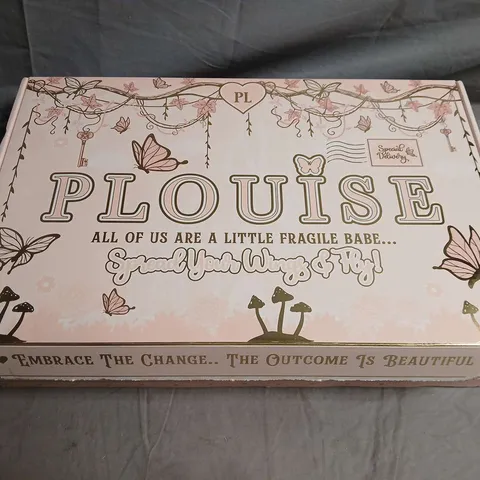 PL
Special
Delivery
PLOUISE
ALL OF US ARE A LITTLE FRAGILE BABE...
Spread Your Wings & Fly!
EMBRACE THE CHANGE.. THE OUTCOME IS BEAUTIFUL